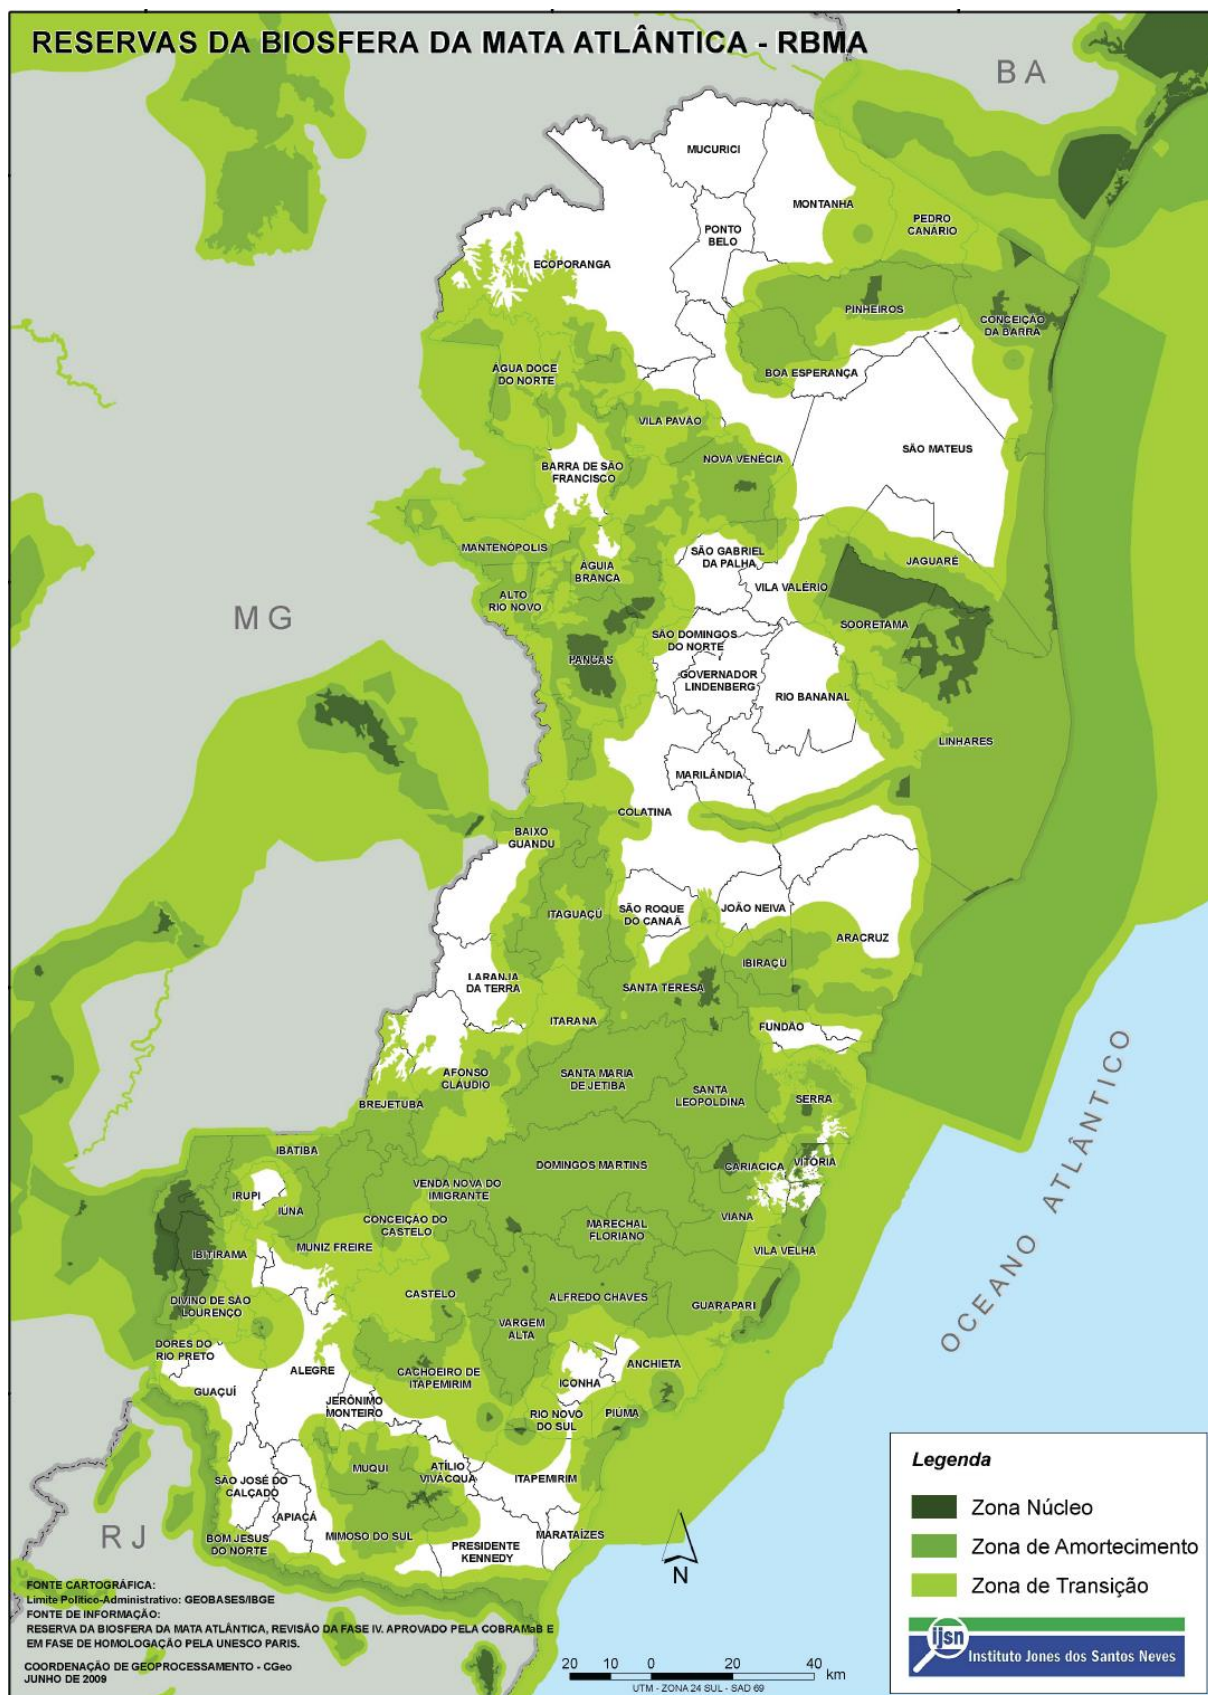 RESERVAS DA BIOSFERA DA MATA ATLÂNTICA - RBMA
BA
MUCURICI
MONTANHA
PEDRO
CANÁRIO
PONTO
BELO
ECOPORANGA
PINHEIROS
CONCEIÇÃO
DA BARRA
ÁGUA DOCE
DO NORTE
BOA ESPERANÇA
VILA PAVÃO
NOVA VENÉCIA
SÃO MATEUS
BARRA DE SÃO
FRANCISCO
MANTENÓPOLIS
SÃO GABRIEL
DA PALHA
JAGUARÉ
ÁGUIA
BRANCA
VILA VALÉRIO
ALTO
RIO NOVO
MG
SOORETAMA
SÃO DOMINGOS
DO NORTE
PANCAS
GOVERNADOR
LINDENBERG
RIO BANANAL
LINHARES
MARILÂNDIA
COLATINA
BAIXO
GUANDU
ITAGUAÇÚ
SÃO ROQUE
DO CANAÃ
JOÃO NEIVA
ARACRUZ
IBIRAÇU
LARANJA
DA TERRA
SANTA TERESA
ITARANA
FUNDÃO
AFONSO
CLAUDIO
SANTA MARIA
DE JETIBÁ
SANTA
LEOPOLDINA
SERRA
BREJETUBA
OCEANO ATLÂNTICO
IBATIBA
DOMINGOS MARTINS
CARIACICA
VITÓRIA
VENDA NOVA DO
IMIGRANTE
IRUPI
IÚNA
CONCEIÇÃO DO
CASTELO
MARECHAL
FLORIANO
VIANA
MUNIZ FREIRE
VILA VELHA
IBITIRAMA
CASTELO
ALFREDO CHAVES
GUARAPARI
DIVINO DE SÃO
LOURENÇO
VARGEM
ALTA
DORES DO
RIO PRETO
ALEGRE
CACHOEIRO DE
ITAPEMIRIM
ANCHIETA
ICONHA
GUAÇUÍ
JERÔNIMO
MONTEIRO
RIO NOVO
DO SUL
PIÚMA
MUQUI
ATÍLIO
VIVACQUA
ITAPEMIRIM
SÃO JOSÉ DO
CALÇADO
APIACÁ
RJ
BOM JESUS
DO NORTE
MIMOSO DO SUL
PRESIDENTE
KENNEDY
MARATAÍZES
N
Legenda
Zona Núcleo
Zona de Amortecimento
Zona de Transição
ijsn
Instituto Jones dos Santos Neves
FONTE CARTOGRÁFICA:
Limite Político-Administrativo: GEOBASES/IBGE
FONTE DE INFORMAÇÃO:
RESERVA DA BIOSFERA DA MATA ATLÂNTICA, REVISÃO DA FASE IV. APROVADO PELA COBRAMaB E
EM FASE DE HOMOLOGAÇÃO PELA UNESCO PARIS.
COORDENAÇÃO DE GEOPROCESSAMENTO - CGeo
JUNHO DE 2009
20 10 0 20 40
km
UTM - ZONA 24 SUL - SAD 69